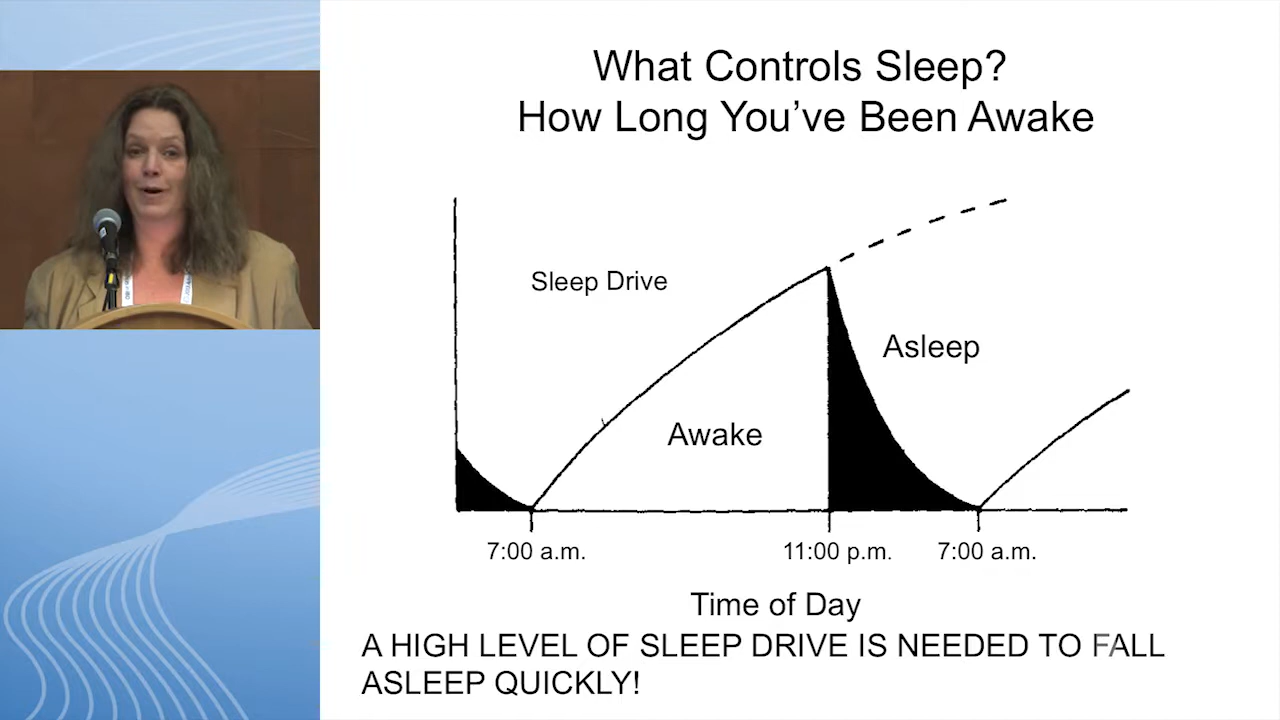 What Controls Sleep?
How Long You’ve Been Awake
Sleep Drive
Asleep
Awake
7:00 a.m.
11:00 p.m.
7:00 a.m.
Time of Day
A HIGH LEVEL OF SLEEP DRIVE IS NEEDED TO FALL
ASLEEP QUICKLY!